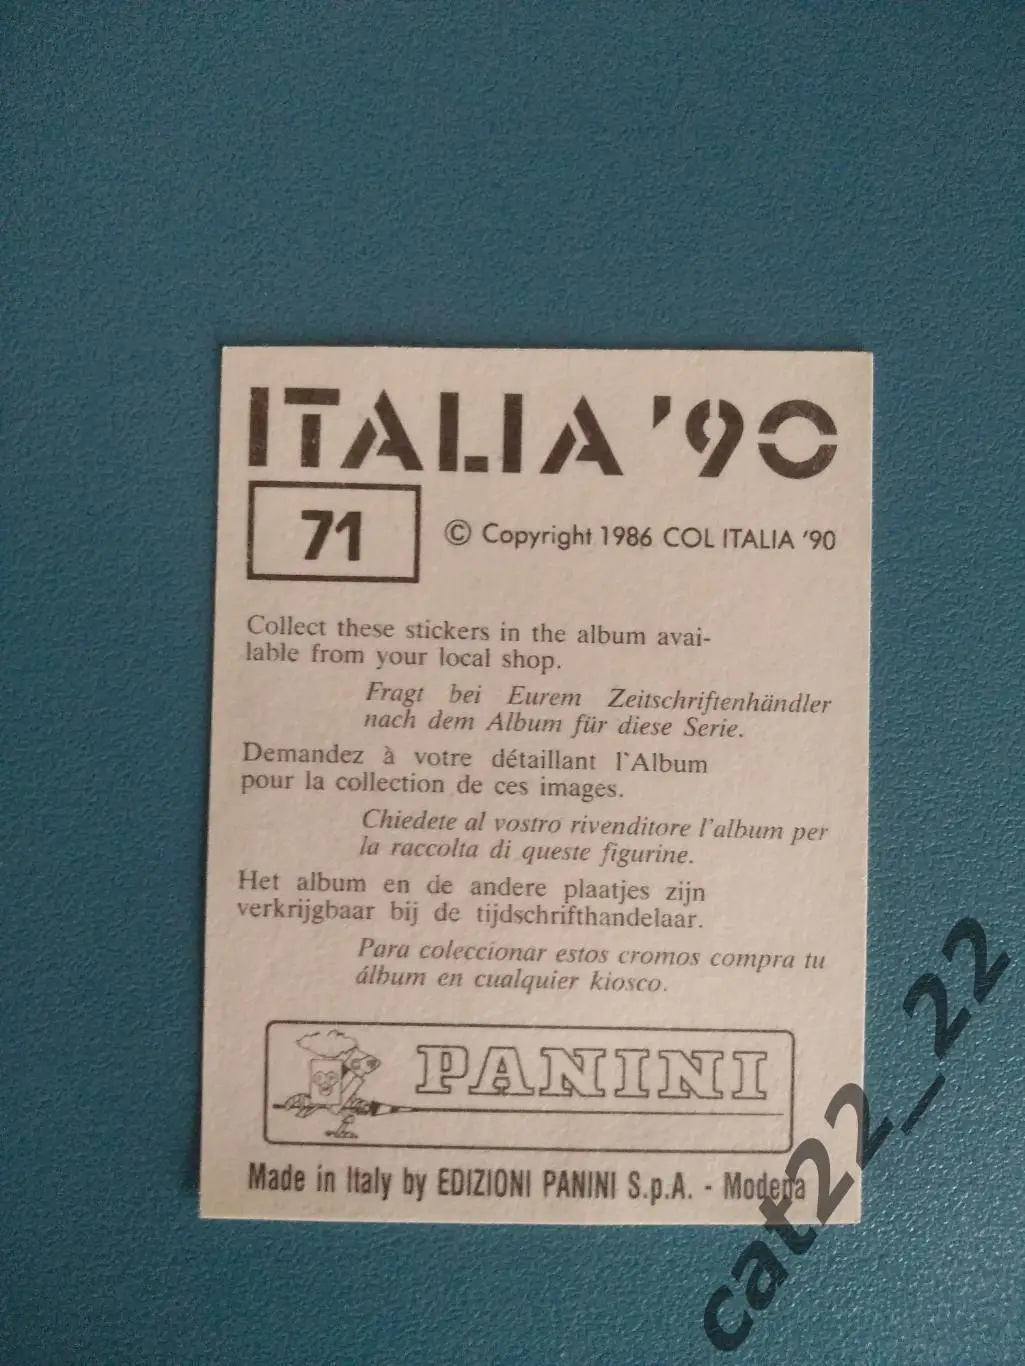 ITALIA '90
71
© Copyright 1986 COL ITALIA '90
Collect these stickers in the album avai-
lable from your local shop.
Fragt bei Eurem Zeitschriftenhändler
nach dem Album für diese Serie.
Demandez à votre détaillant l'Album
pour la collection de ces images.
Chiedete al vostro rivenditore l'album per
la raccolta di queste figurine.
Het album en de andere plaatjes zijn
verkrijgbaar bij de tijdschrifthandelaar.
Para coleccionar estos cromos compra tu
álbum en cualquier kiosco.
PANINI
Made in Italy by EDIZIONI PANINI S.p.A. - Modena
cat22_22